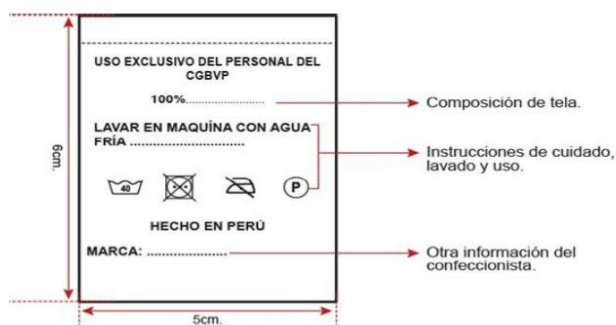 USO EXCLUSIVO DEL PERSONAL DEL
CGBVP
100%........................
Composición de tela.
LAVAR EN MAQUÍNA CON AGUA
FRÍA ..............................
Instrucciones de cuidado,
lavado y uso.
40
P
HECHO EN PERÚ
MARCA: .....................
Otra información del
confeccionista.
6cm.
5cm.